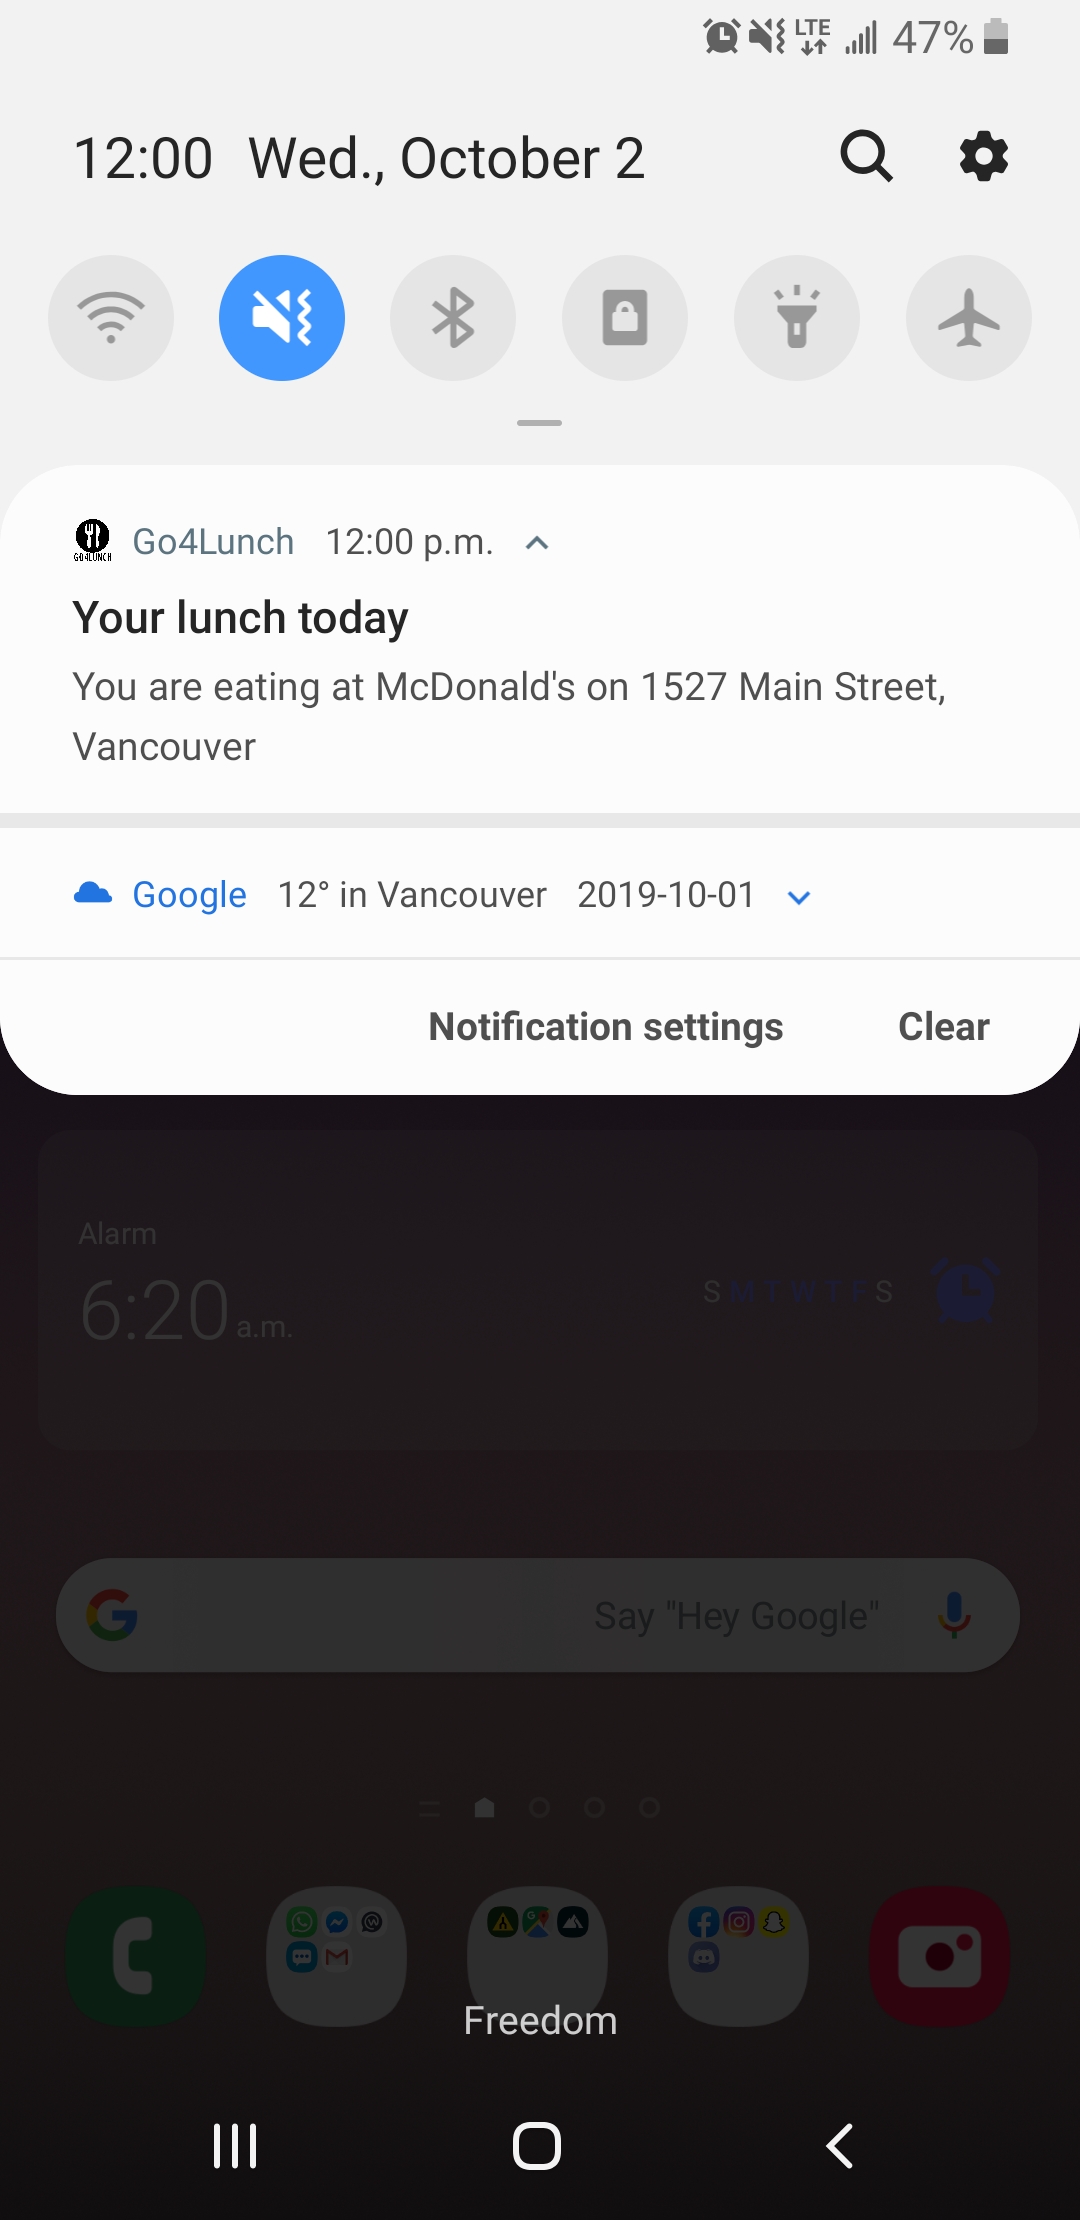 LTE 47%
12:00 Wed., October 2
GO4LUNCH Go4Lunch 12:00 p.m.
Your lunch today
You are eating at McDonald's on 1527 Main Street,
Vancouver
Google 12° in Vancouver 2019-10-01
Notification settings Clear
Alarm
6:20 a.m. S M T W T F S
G Say "Hey Google"
Freedom